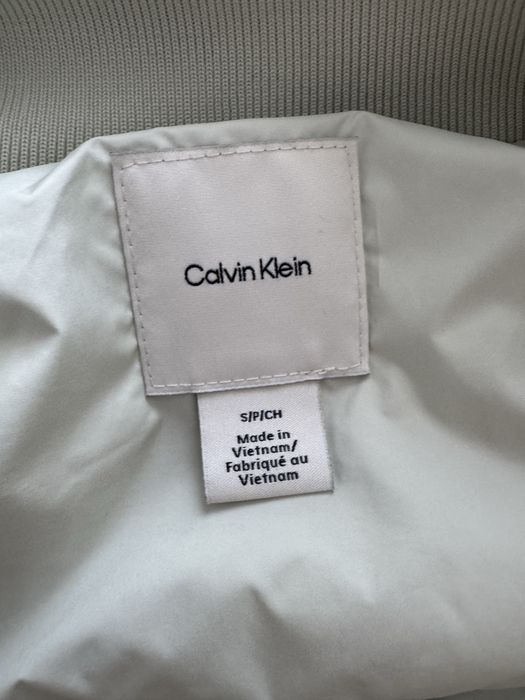 Calvin Klein
S/P/CH
Made in
Vietnam/
Fabriqué au
Vietnam